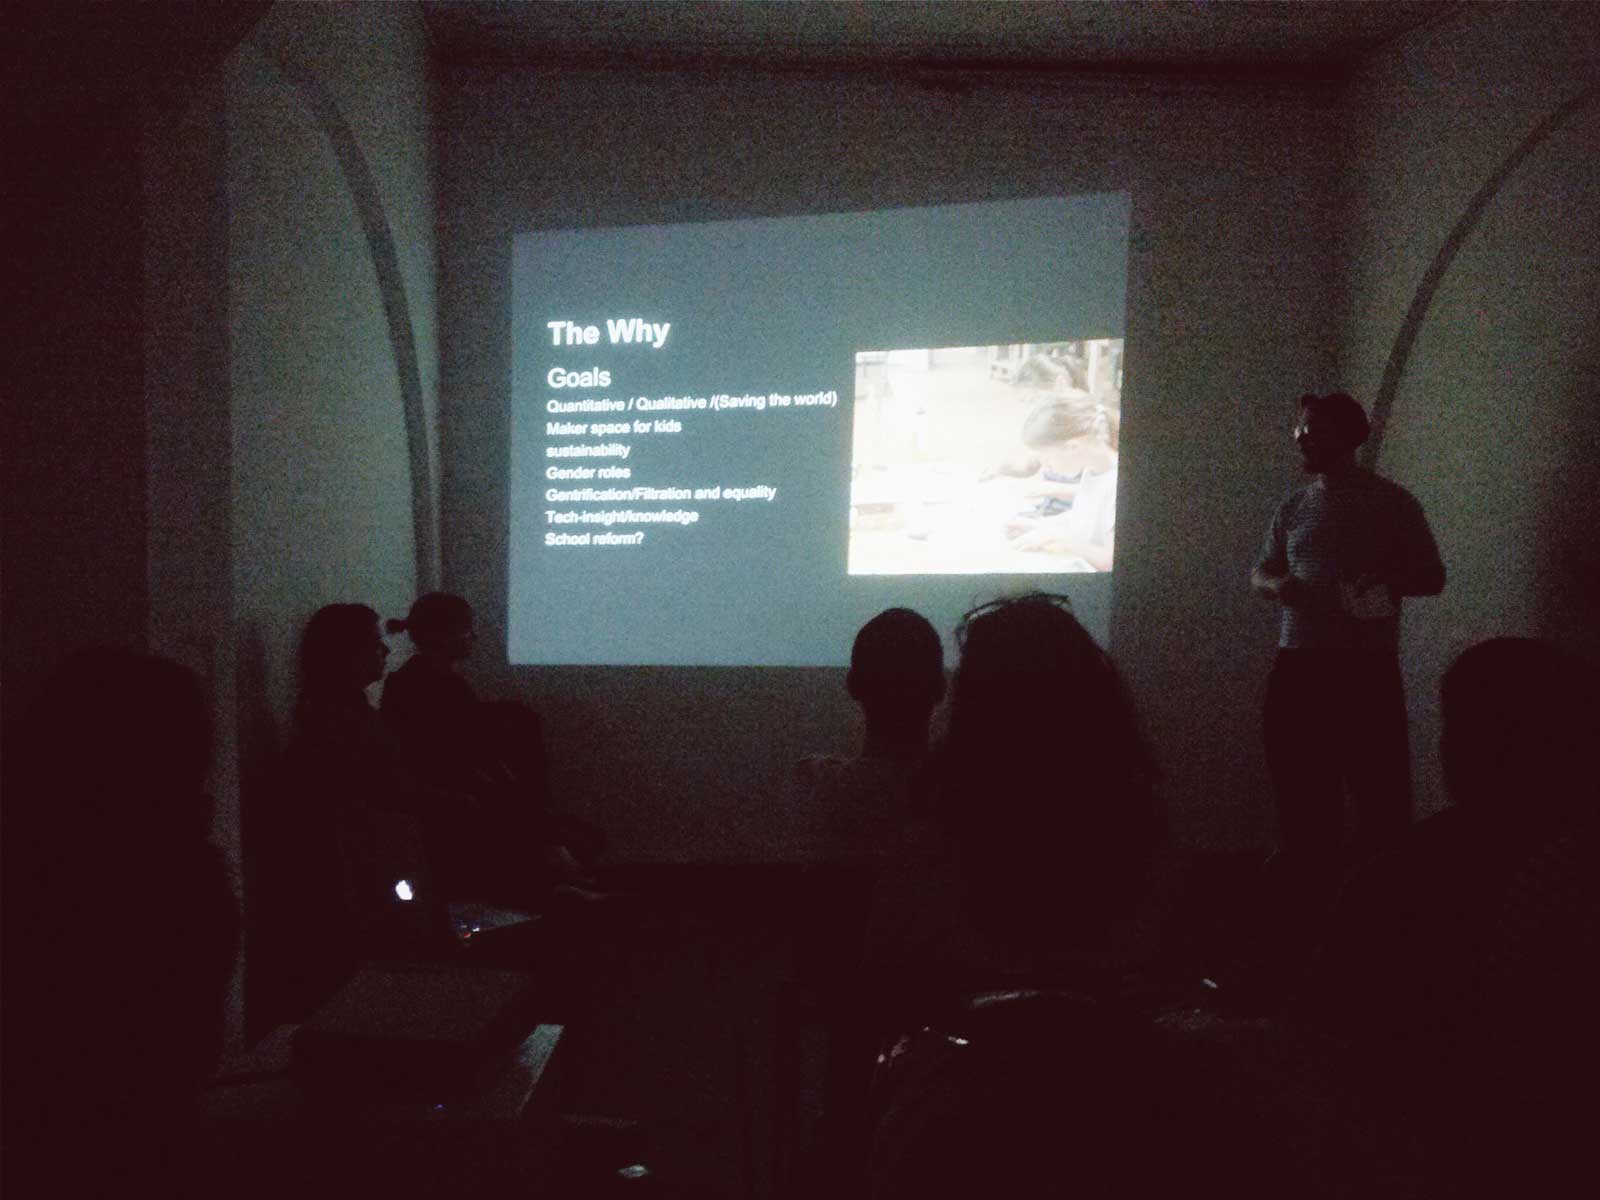 The Why
Goals
Quantitative / Qualitative /(Saving the world)
Maker space for kids
sustainability
Gender roles
Gentrification/Filtration and equality
Tech-insight/knowledge
School reform?